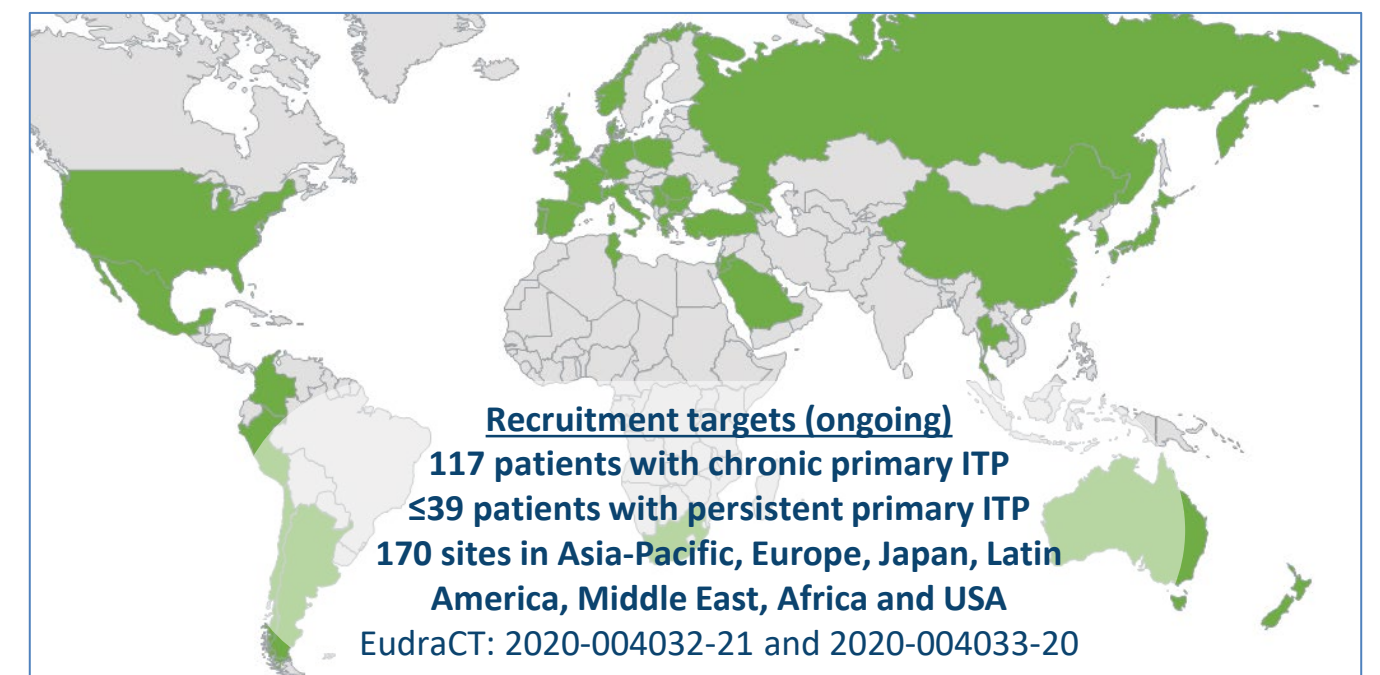 Recruitment targets (ongoing)
117 patients with chronic primary ITP
≤39 patients with persistent primary ITP
170 sites in Asia-Pacific, Europe, Japan, Latin
America, Middle East, Africa and USA
EudraCT: 2020-004032-21 and 2020-004033-20